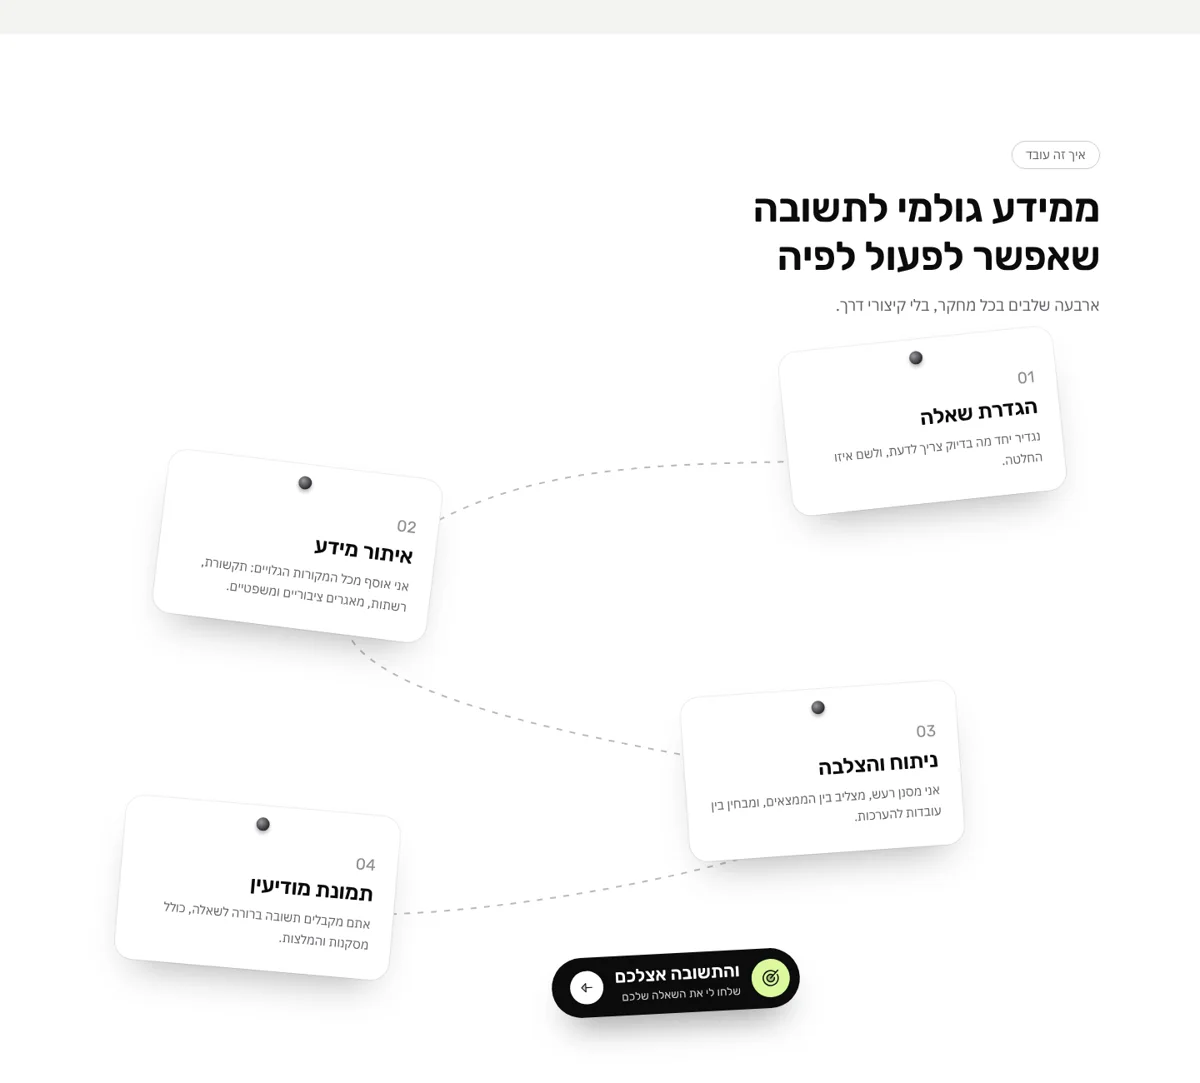 איך זה עובד
ממידע גולמי לתשובה
שאפשר לפעול לפיה
ארבעה שלבים בכל מחקר, בלי קיצורי דרך.
01
הגדרת שאלה
נגדיר יחד מה בדיוק צריך לדעת, ולשם איזו
החלטה.
02
איתור מידע
אני אוסף מכל המקורות הגלויים: תקשורת,
רשתות, מאגרים ציבוריים ומשפטיים.
03
ניתוח והצלבה
אני מסנן רעש, מצליב בין הממצאים, ומבחין בין
עובדות להערכות.
04
תמונת מודיעין
אתם מקבלים תשובה ברורה לשאלה, כולל
מסקנות והמלצות.
והתשובה אצלכם
שלחו לי את השאלה שלכם